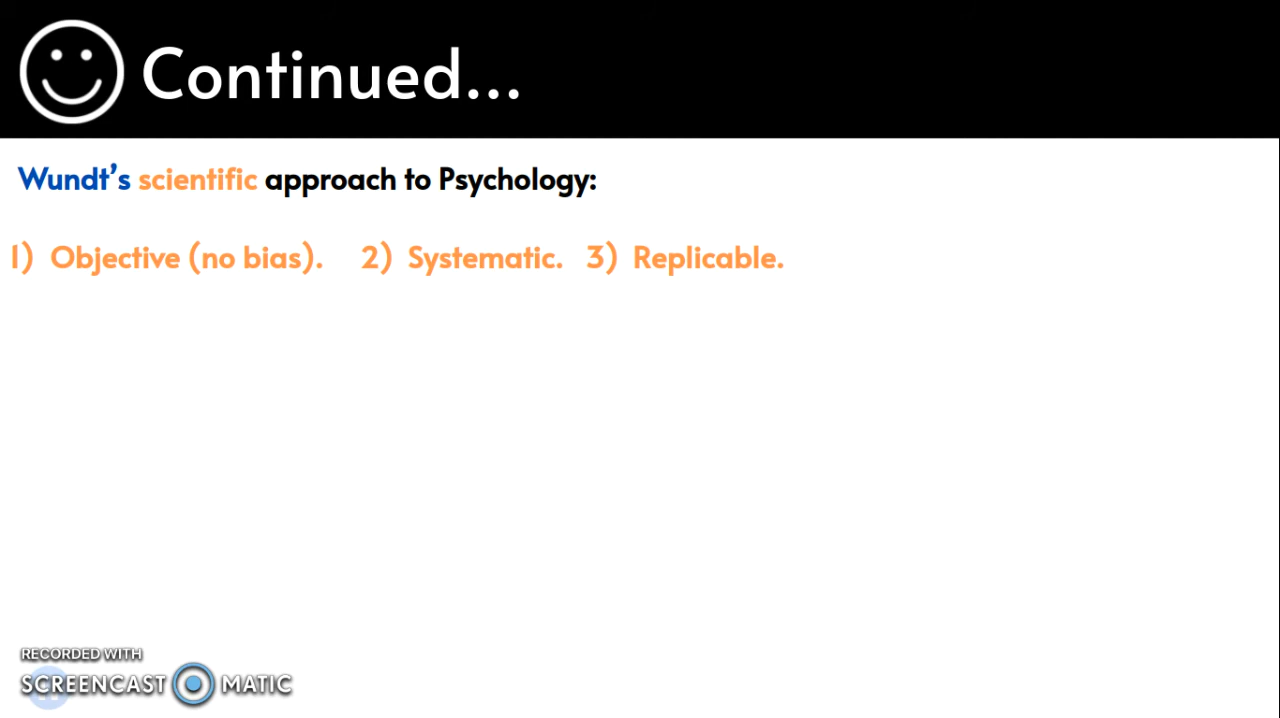 Continued...
Wundt's scientific approach to Psychology:
1) Objective (no bias). 2) Systematic. 3) Replicable.
RECORDED WITH
SCREENCAST MATIC